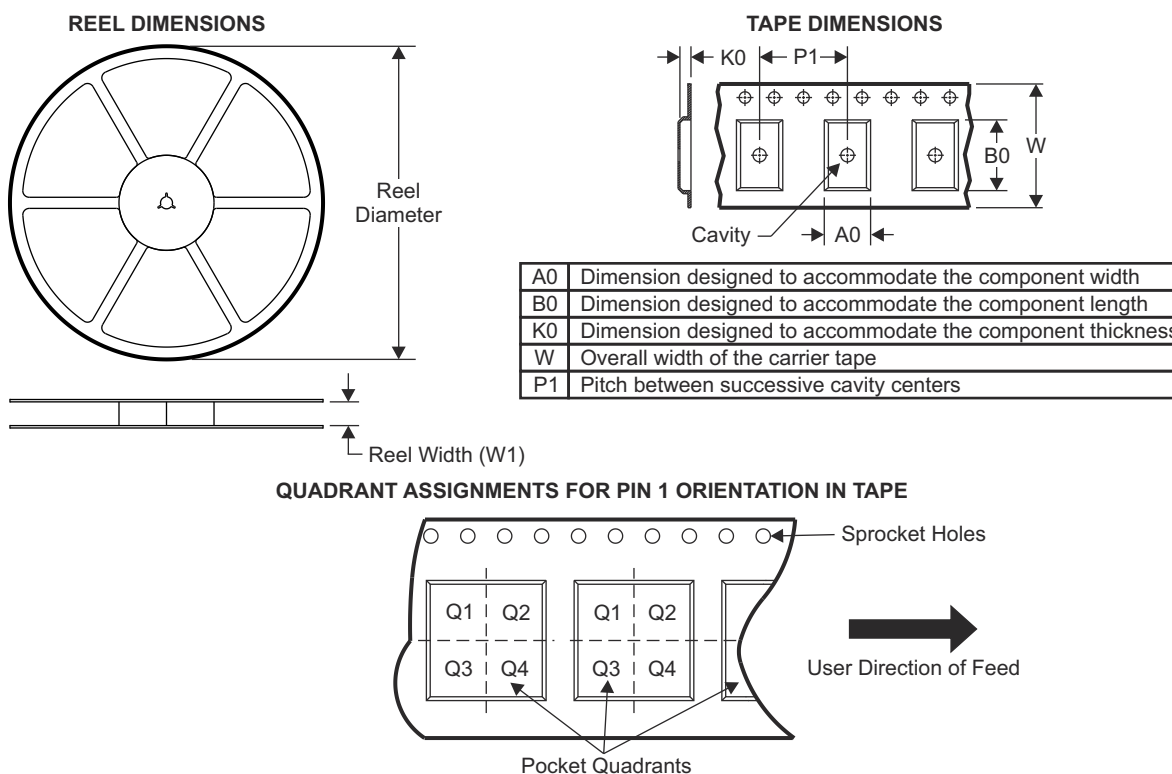 REEL DIMENSIONS
Reel
Diameter
Reel Width (W1)
TAPE DIMENSIONS
K0
P1
B0
W
Cavity
A0
A0 Dimension designed to accommodate the component width
B0 Dimension designed to accommodate the component length
K0 Dimension designed to accommodate the component thickness
W Overall width of the carrier tape
P1 Pitch between successive cavity centers
QUADRANT ASSIGNMENTS FOR PIN 1 ORIENTATION IN TAPE
Sprocket Holes
Q1 Q2 Q1 Q2
Q3 Q4 Q3 Q4
User Direction of Feed
Pocket Quadrants